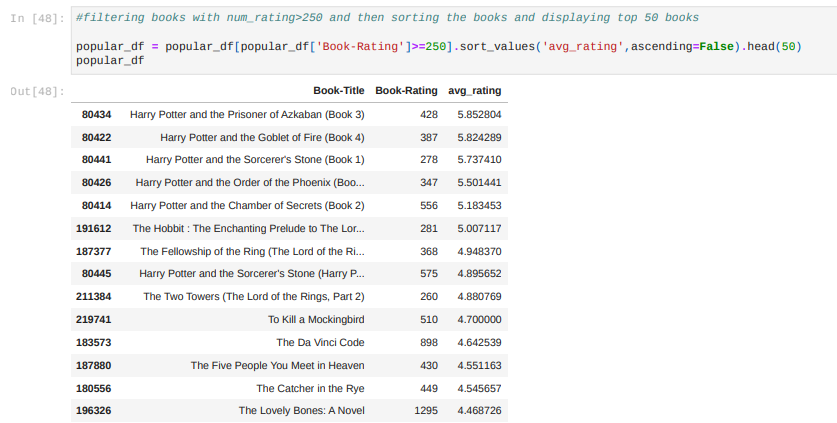 In [48]: #filtering books with num_rating>250 and then sorting the books and displaying top 50 books
popular_df = popular_df[popular_df['Book-Rating']>=250].sort_values('avg_rating',ascending=False).head(50)
popular_df
Out[48]:
Book-Title Book-Rating avg_rating
80434 Harry Potter and the Prisoner of Azkaban (Book 3) 428 5.852804
80422 Harry Potter and the Goblet of Fire (Book 4) 387 5.824289
80441 Harry Potter and the Sorcerer's Stone (Book 1) 278 5.737410
80426 Harry Potter and the Order of the Phoenix (Boo... 347 5.501441
80414 Harry Potter and the Chamber of Secrets (Book 2) 556 5.183453
191612 The Hobbit : The Enchanting Prelude to The Lor... 281 5.007117
187377 The Fellowship of the Ring (The Lord of the Ri... 368 4.948370
80445 Harry Potter and the Sorcerer's Stone (Harry P... 575 4.895652
211384 The Two Towers (The Lord of the Rings, Part 2) 260 4.880769
219741 To Kill a Mockingbird 510 4.700000
183573 The Da Vinci Code 898 4.642539
187880 The Five People You Meet in Heaven 430 4.551163
180556 The Catcher in the Rye 449 4.545657
196326 The Lovely Bones: A Novel 1295 4.468726